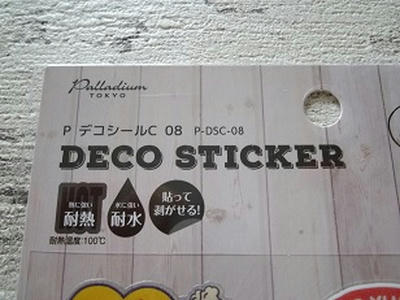 Palladium
TOKYO
P デコシールC 08 P-DSC-08
DECO STICKER
HOT
熱に強い
耐熱
水に強い
耐水
貼って
剥がせる!
耐熱温度:100℃